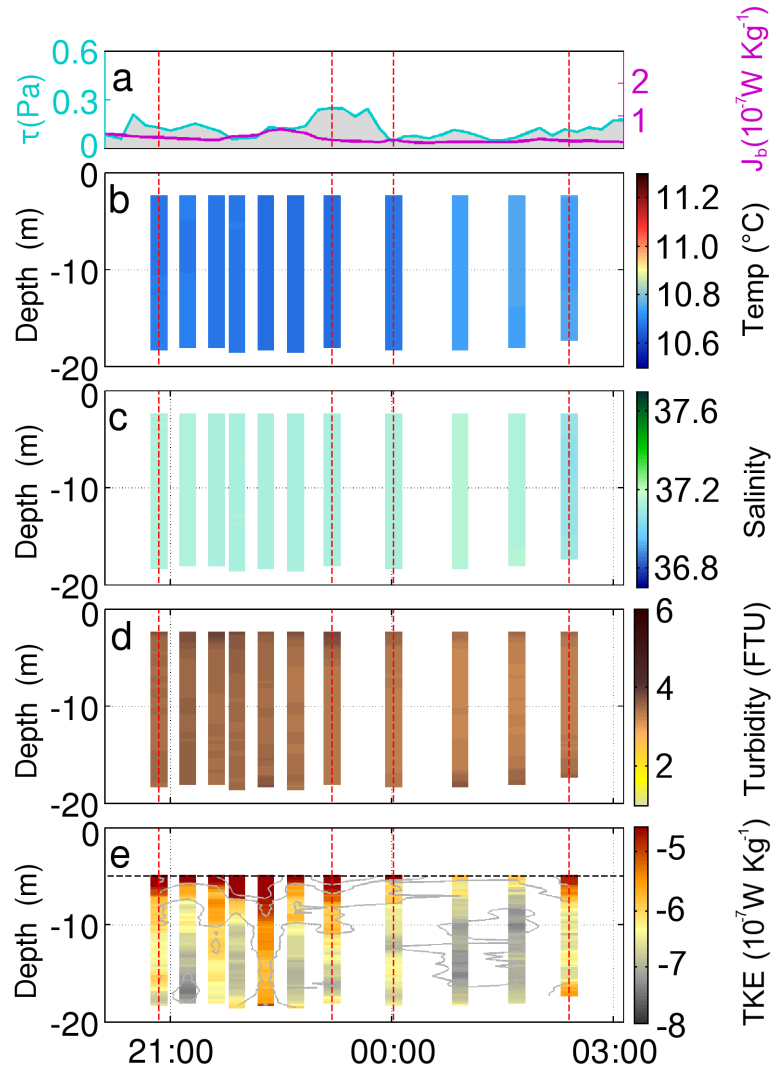 a
τ(Pa)
0.6
0.3
0
2
1
J_b(10^-7W Kg^-1)
b
Depth (m)
0
-10
-20
11.2
11.0
10.8
10.6
Temp (°C)
c
Depth (m)
0
-10
-20
37.6
37.2
36.8
Salinity
d
Depth (m)
0
-10
-20
6
4
2
Turbidity (FTU)
e
Depth (m)
0
-10
-20
-5
-6
-7
-8
TKE (10^-7W Kg^-1)
21:00 00:00 03:00